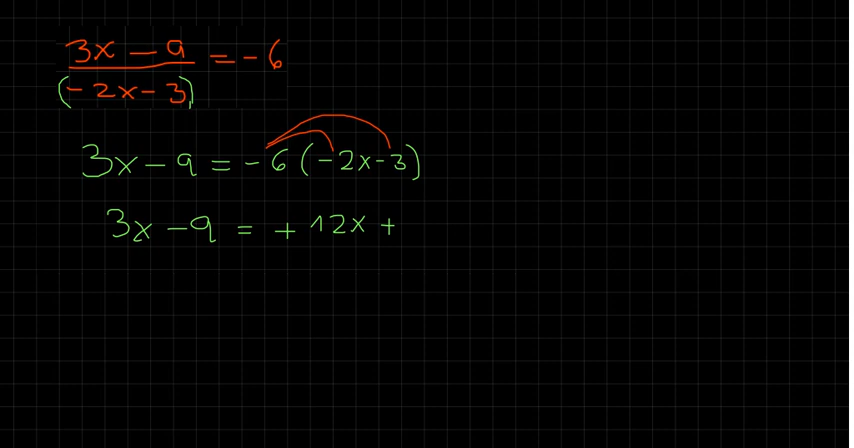 3x - 9 = - 6
(- 2x - 3)
3x - 9 = - 6 (- 2x - 3)
3x - 9 = + 12x +